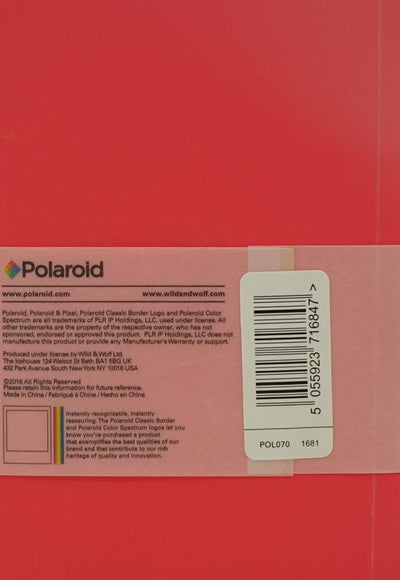 Polaroid
www.polaroid.com www.wildandwolf.com
Polaroid, Polaroid & Pixel, Polaroid Classic Border Logo and Polaroid Color
Spectrum are all trademarks of PLR IP Holdings, LLC, used under license. All
other trademarks are the property of the respective owner, who has not
sponsored, endorsed or approved this product. PLR IP Holdings, LLC does not
manufacture this product or provide any Manufacturer's Warranty or support.
Produced under license by Wild & Wolf Ltd.
The Icehouse 124 Walcot St Bath BA1 5BG UK
432 Park Avenue South New York NY 10016 USA
©2016 All Rights Reserved
Please retain this information for future reference.
Made in China / Fabriqué à Chine / Hecho en China
Instantly recognizable. Instantly
reassuring. The Polaroid Classic Border
and Polaroid Color Spectrum logos let you
know you've purchased a product
that exemplifies the best qualities of our
brand and that contribute to our rich
heritage of quality and innovation.
5 055923 716847 >
POL070 1681